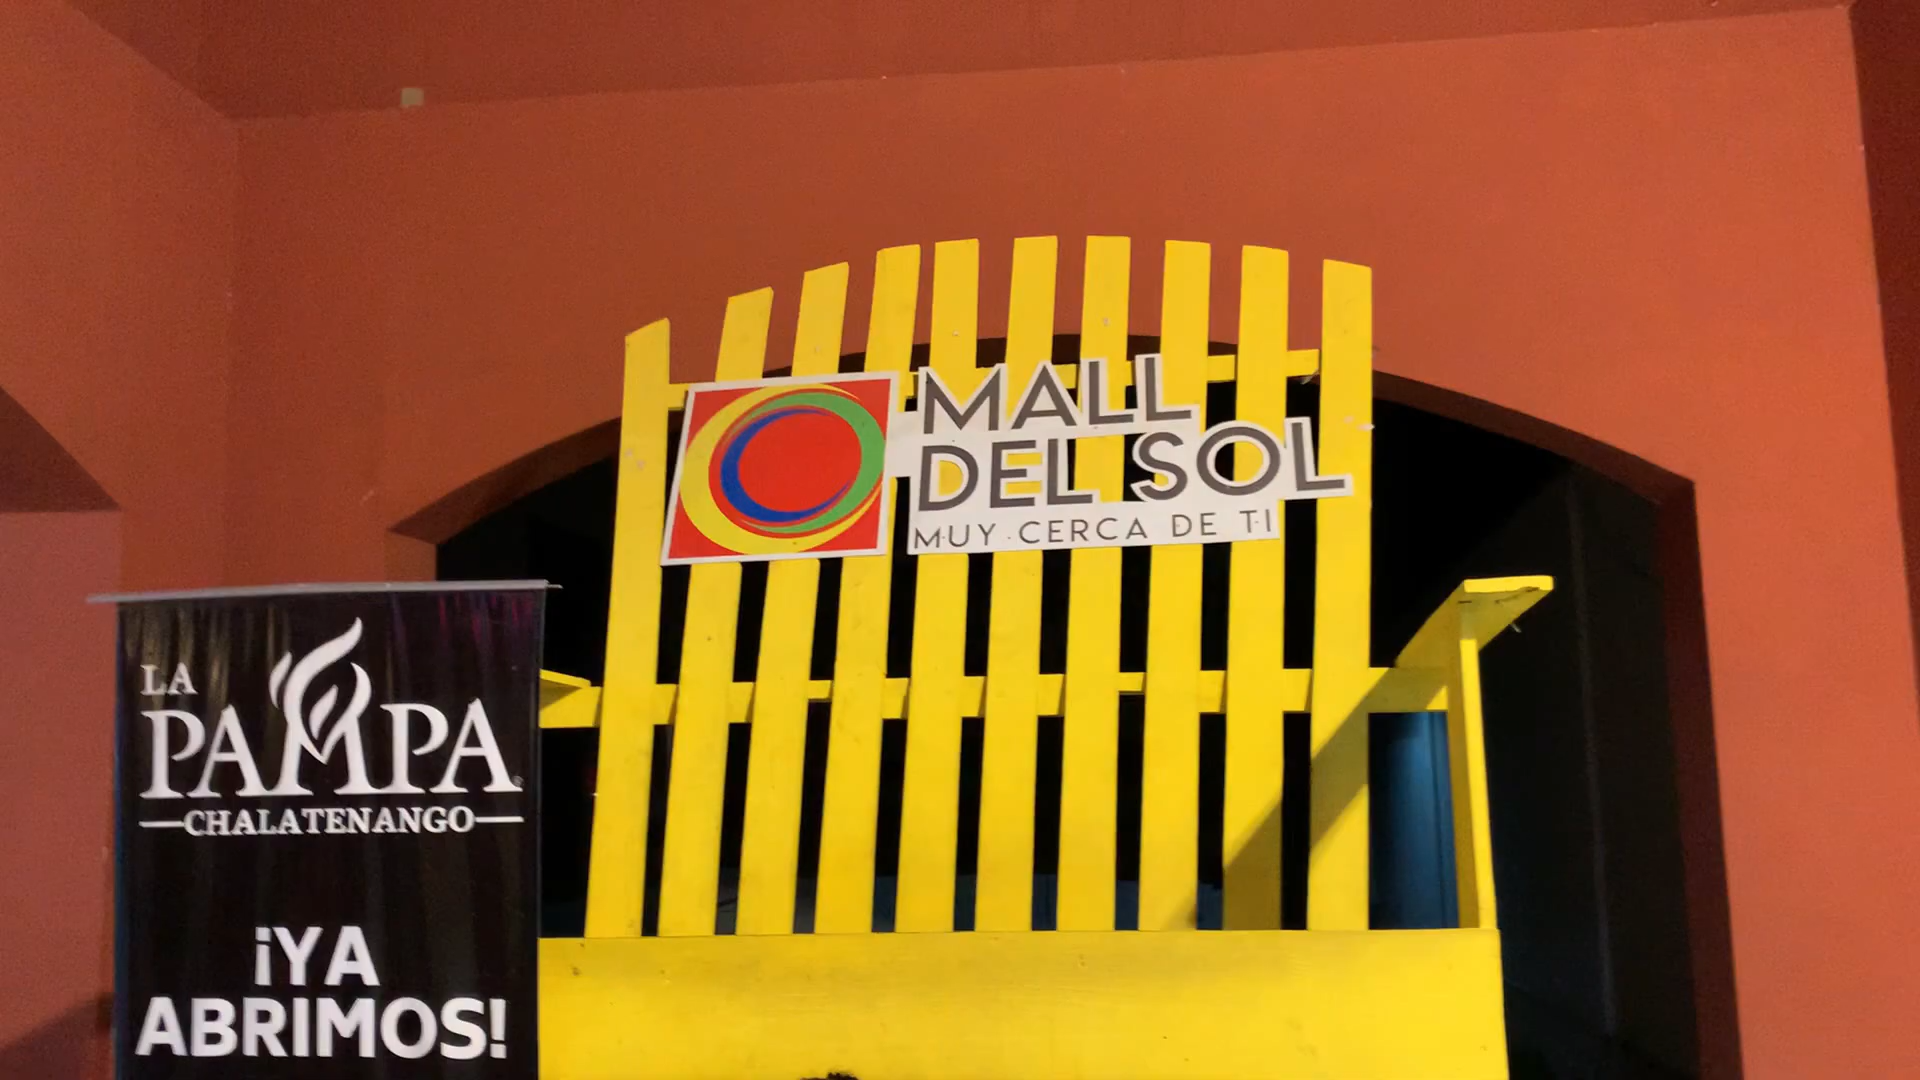 MALL
DEL SOL
MUY CERCA DE TI
LA
PAMPA
CHALATENANGO
¡YA
ABRIMOS!